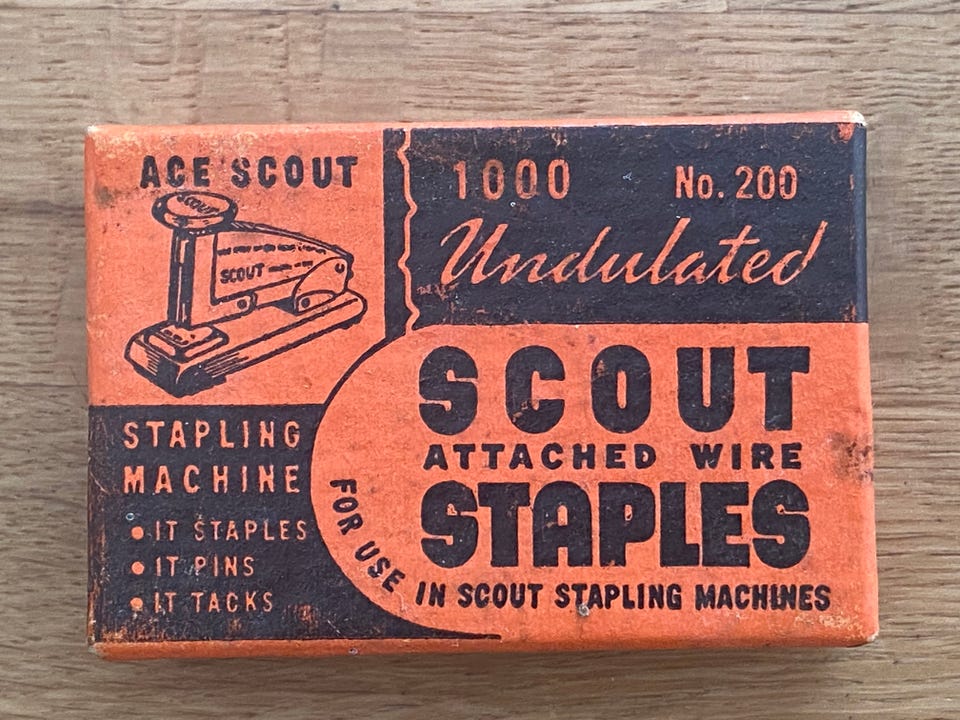 ACE SCOUT
SCOUT
SCOUT
STAPLING
MACHINE
• IT STAPLES
• IT PINS
• IT TACKS
1000 No. 200
Undulated
SCOUT
ATTACHED WIRE
STAPLES
FOR USE
IN SCOUT STAPLING MACHINES